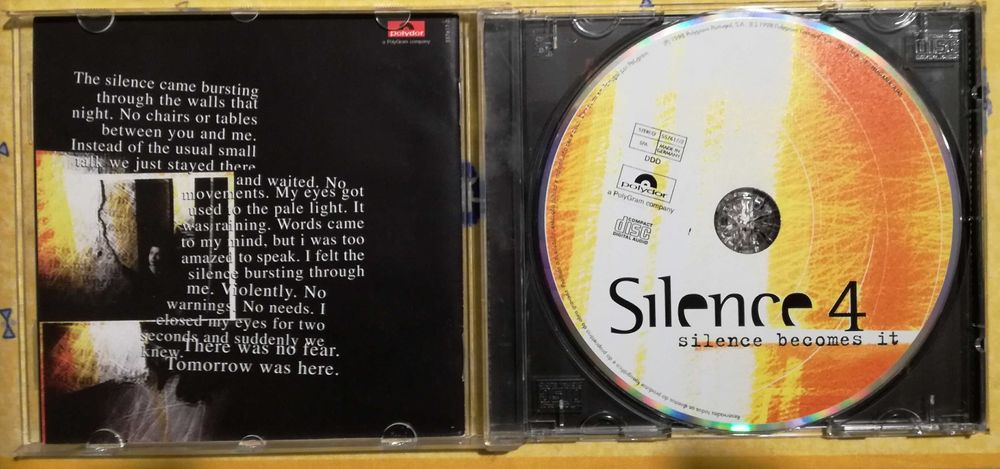 polydor
a PolyGram company
The silence came bursting
through the walls that
night. No chairs or tables
between you and me.
Instead of the usual small
talk we just stayed there
and waited. No
movements. My eyes got
used to the pale light. It
was raining. Words came
to my mind, but i was too
amazed to speak. I felt the
silence bursting through
me. Violently. No
warnings. No needs. I
closed my eyes for two
seconds and suddenly we
knew.
There was no fear.
Tomorrow was here.
STEREO
SPA
MADE IN
GERMANY
DDD
polydor
a PolyGram company
COMPACT
disc
DIGITAL AUDIO
Silence 4
silence becomes it
disc